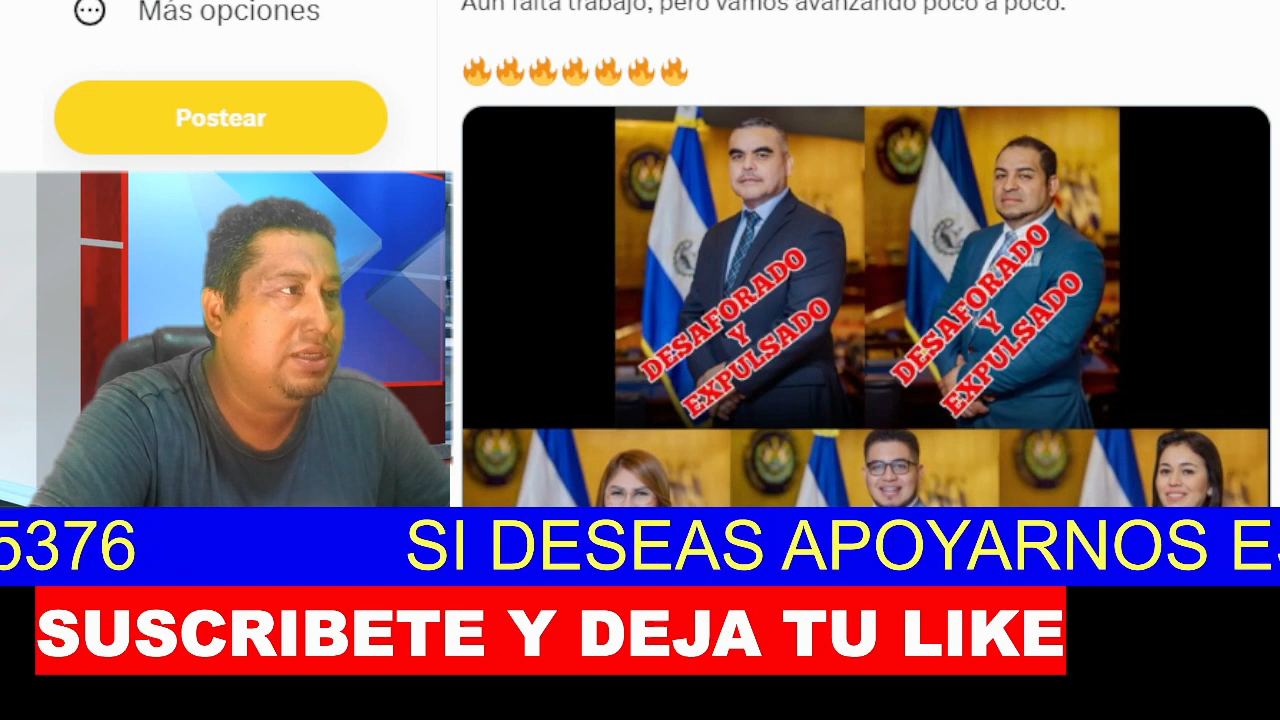 Más opciones
Aún falta trabajo, pero vamos avanzando poco a poco.
Postear
DESAFORADO
Y
EXPULSADO
DESAFORADO
Y
EXPULSADO
5376 SI DESEAS APOYARNOS ES
SUSCRIBETE Y DEJA TU LIKE